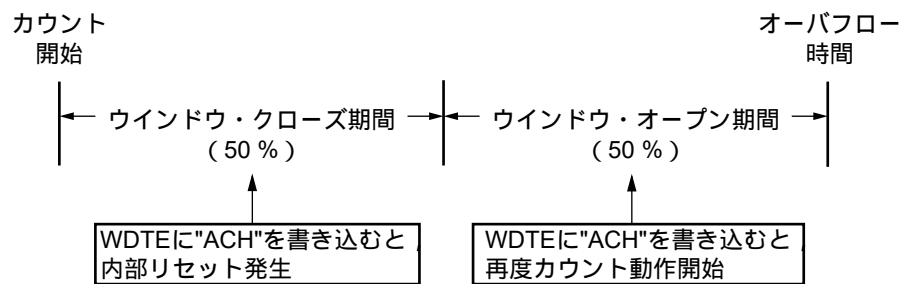 カウント
開始
オーバフロー
時間
ウインドウ・クローズ期間
（50 %）
ウインドウ・オープン期間
（50 %）
WDTEに"ACH"を書き込むと，
内部リセット発生
WDTEに"ACH"を書き込むと，
再度カウント動作開始